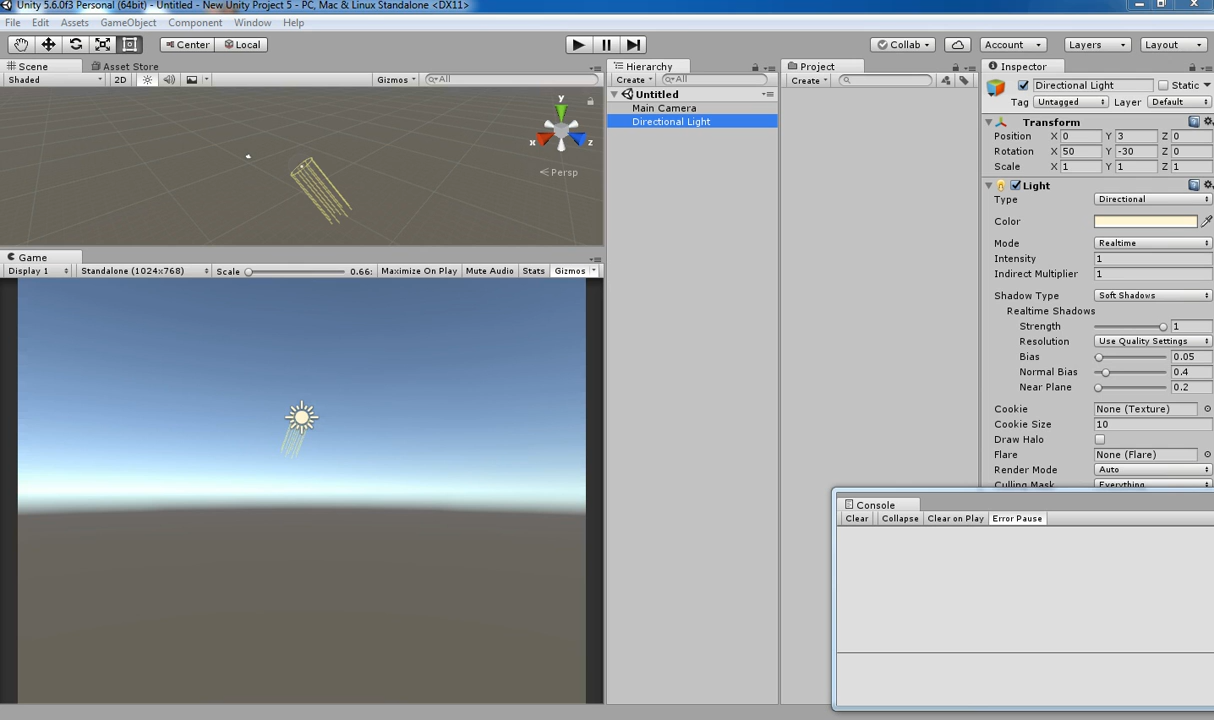 Unity 5.6.0f3 Personal (64bit) - Untitled - New Unity Project 5 - PC, Mac & Linux Standalone <DX11>
File Edit Assets GameObject Component Window Help
Center Local Collab Account Layers Layout
Scene Asset Store
Shaded 2D Gizmos All
y
x z
Persp
Game
Display 1 Standalone (1024x768) Scale 0.66: Maximize On Play Mute Audio Stats Gizmos
Hierarchy
Create All
Untitled
Main Camera
Directional Light
Project
Create
Inspector
Directional Light Static
Tag Untagged Layer Default
Transform
Position X 0 Y 3 Z 0
Rotation X 50 Y -30 Z 0
Scale X 1 Y 1 Z 1
Light
Type Directional
Color
Mode Realtime
Intensity 1
Indirect Multiplier 1
Shadow Type Soft Shadows
Realtime Shadows
Strength 1
Resolution Use Quality Settings
Bias 0.05
Normal Bias 0.4
Near Plane 0.2
Cookie None (Texture)
Cookie Size 10
Draw Halo
Flare None (Flare)
Render Mode Auto
Culling Mask Everything
Console
Clear Collapse Clear on Play Error Pause